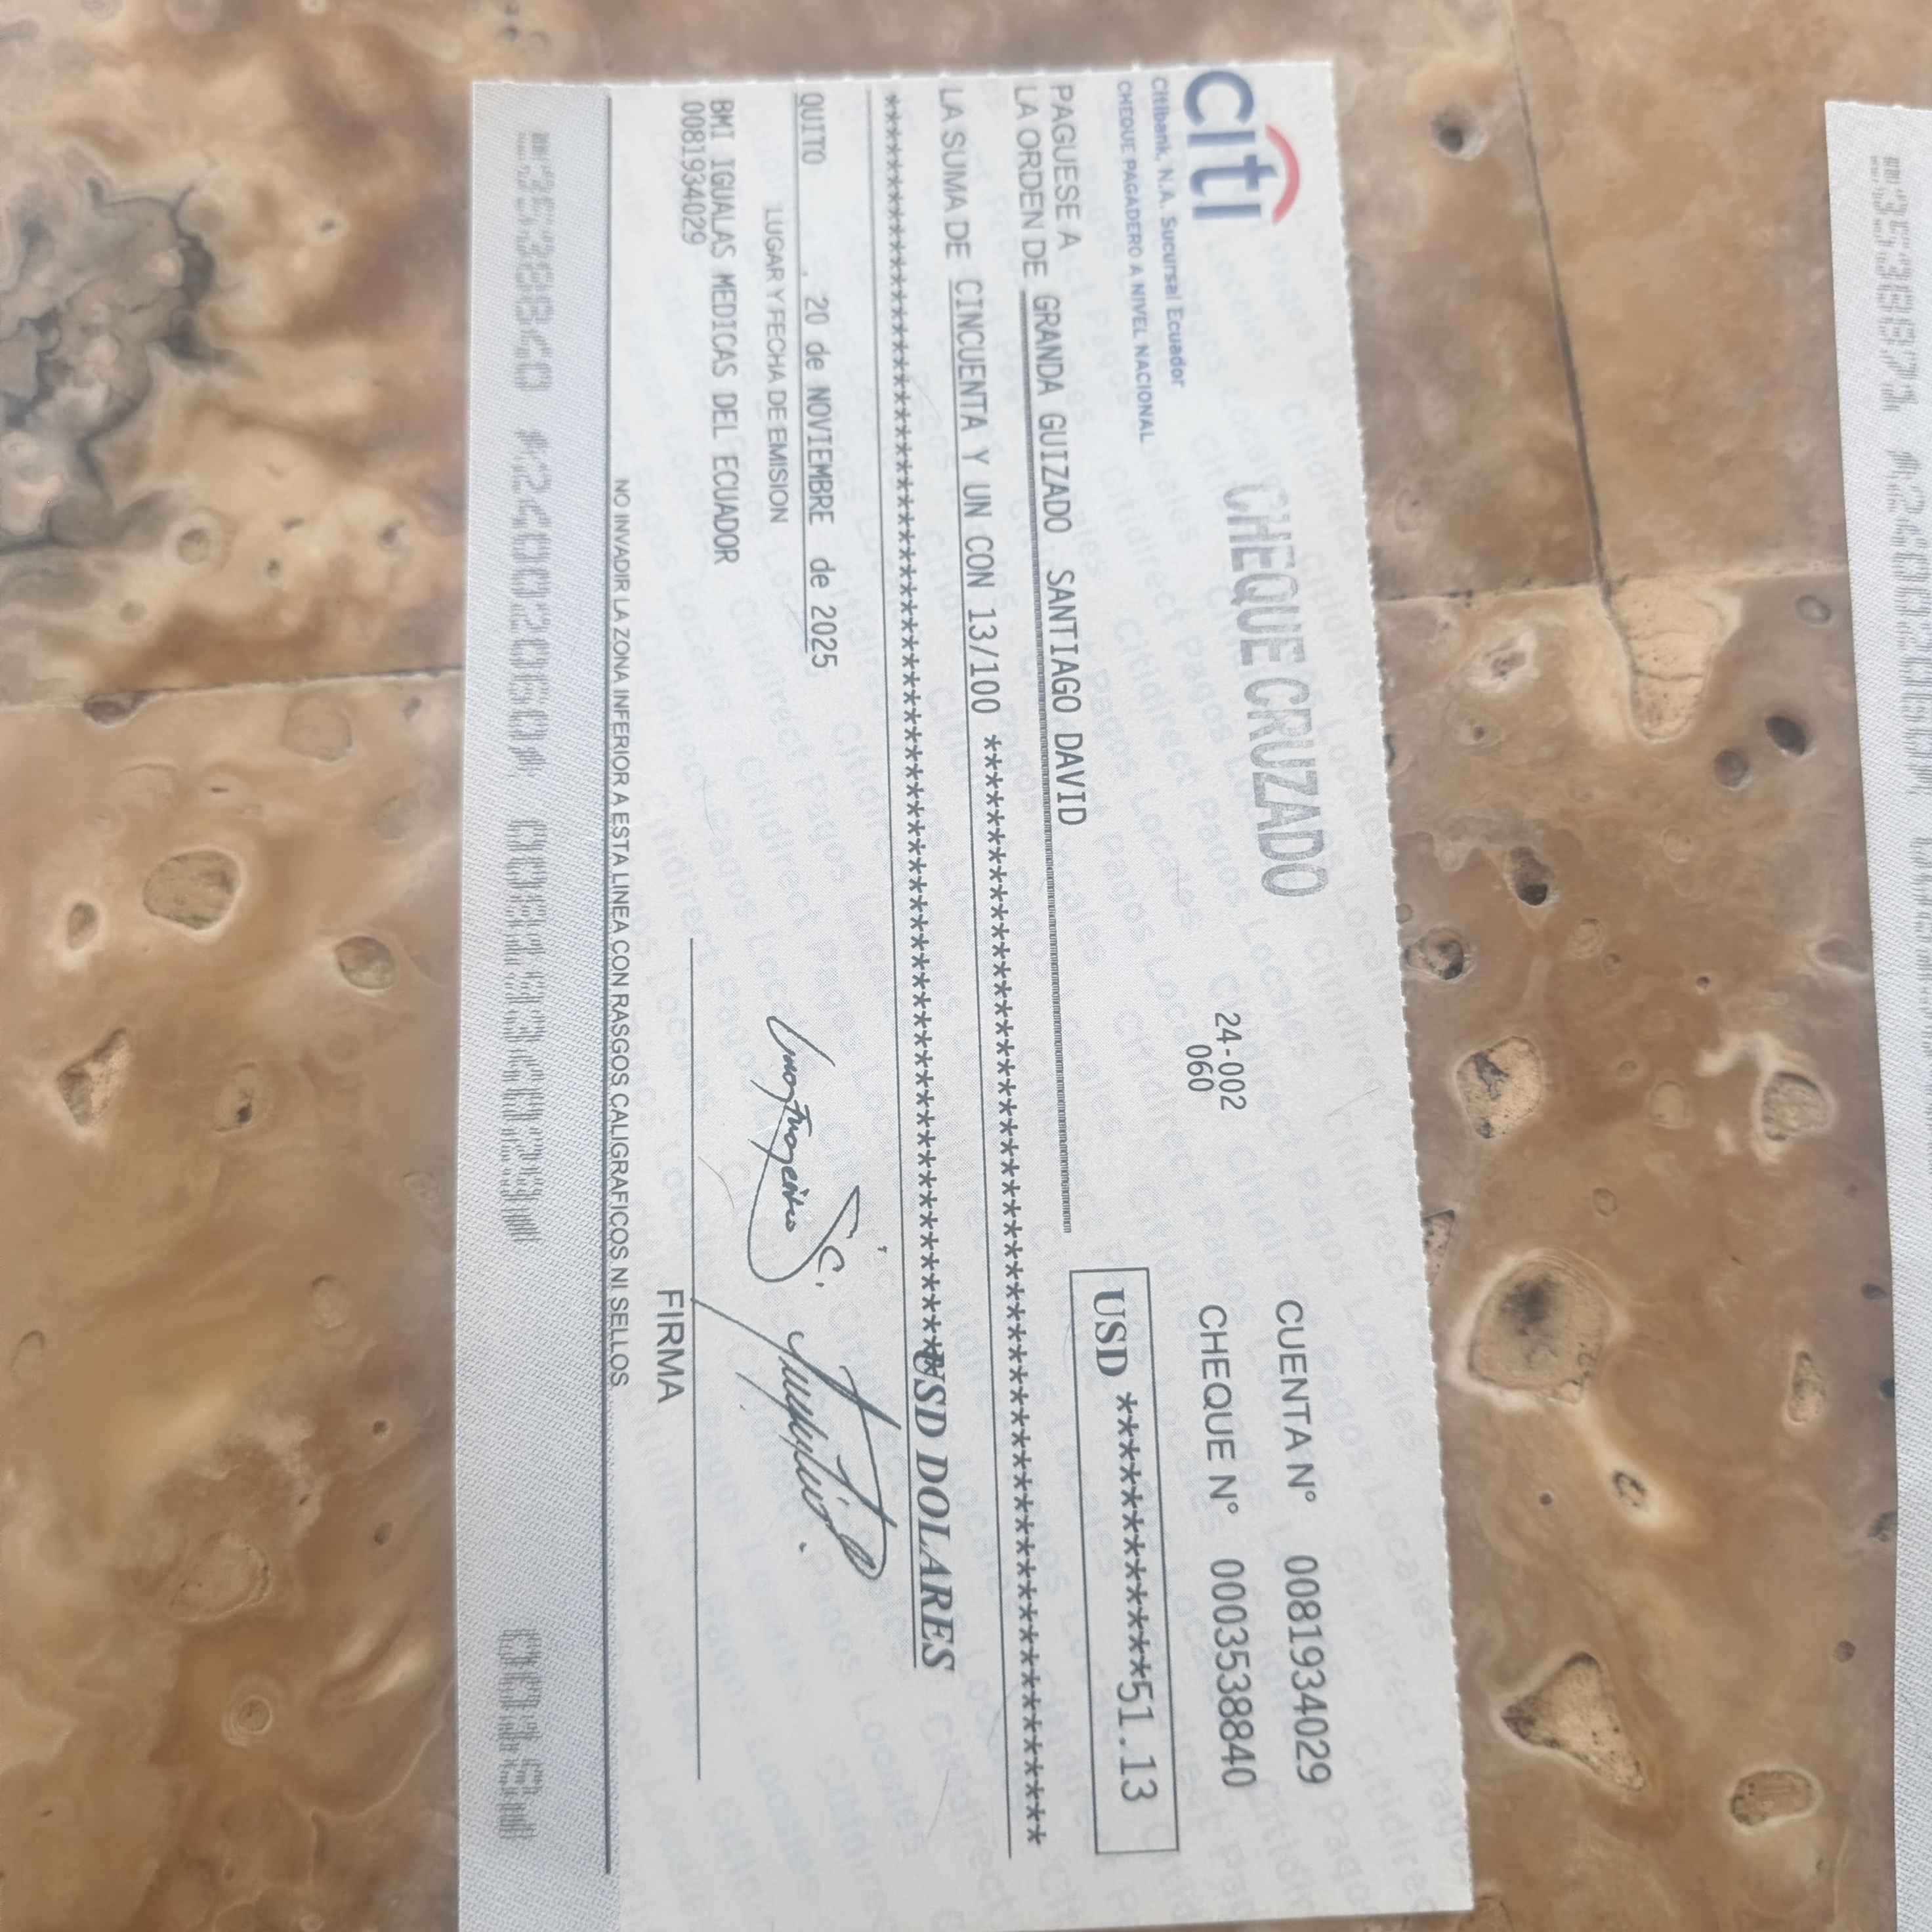 citi
Citibank, N.A. Sucursal Ecuador
CHEQUE PAGADERO A NIVEL NACIONAL
CHEQUE CRUZADO
24-002
060
CUENTA N° 0081934029
CHEQUE N° 0003538840
PAGUESE A
LA ORDEN DE GRANDA GUIZADO SANTIAGO DAVID
USD ****************51.13
LA SUMA DE CINCUENTA Y UN CON 13/100 ****************************************************************
USD DOLARES
QUITO , 20 de NOVIEMBRE de 2025
LUGAR Y FECHA DE EMISION
BMI IGUALAS MEDICAS DEL ECUADOR
0081934029
FIRMA
NO INVADIR LA ZONA INFERIOR A ESTA LINEA CON RASGOS CALIGRAFICOS NI SELLOS